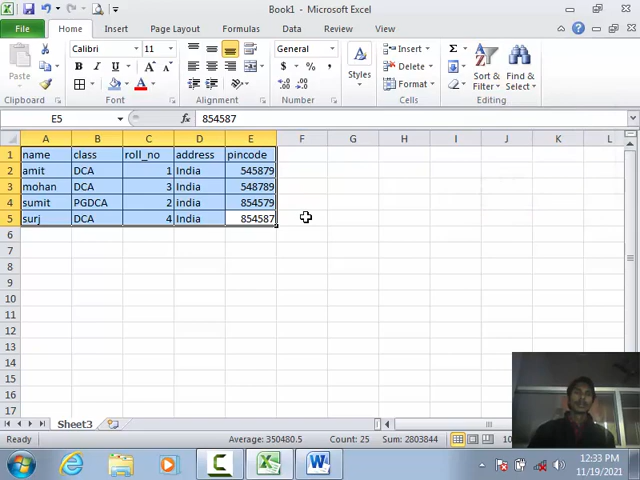 Book1 - Microsoft Excel
File Home Insert Formulas Data Review View
Paste
Calibri 11
B I U
A A A
General
$ % ,
Styles
Insert
Delete
Format
Σ
Sort & Filter
Find & Select
Clipboard Font Alignment Number Cells Editing
E5 fx 854587
A B C D E F G H I J K L
1 name class roll_no address pincode
2 amit DCA 1 India 545879
3 mohan DCA 3 India 548789
4 sumit PGDCA 2 India 854579
5 surj DCA 4 India 854587
6
7
8
9
10
11
12
13
14
15
16
17
Sheet3
Ready Average: 350480.5 Count: 25 Sum: 2803844 10
12:33 PM
11/19/2021